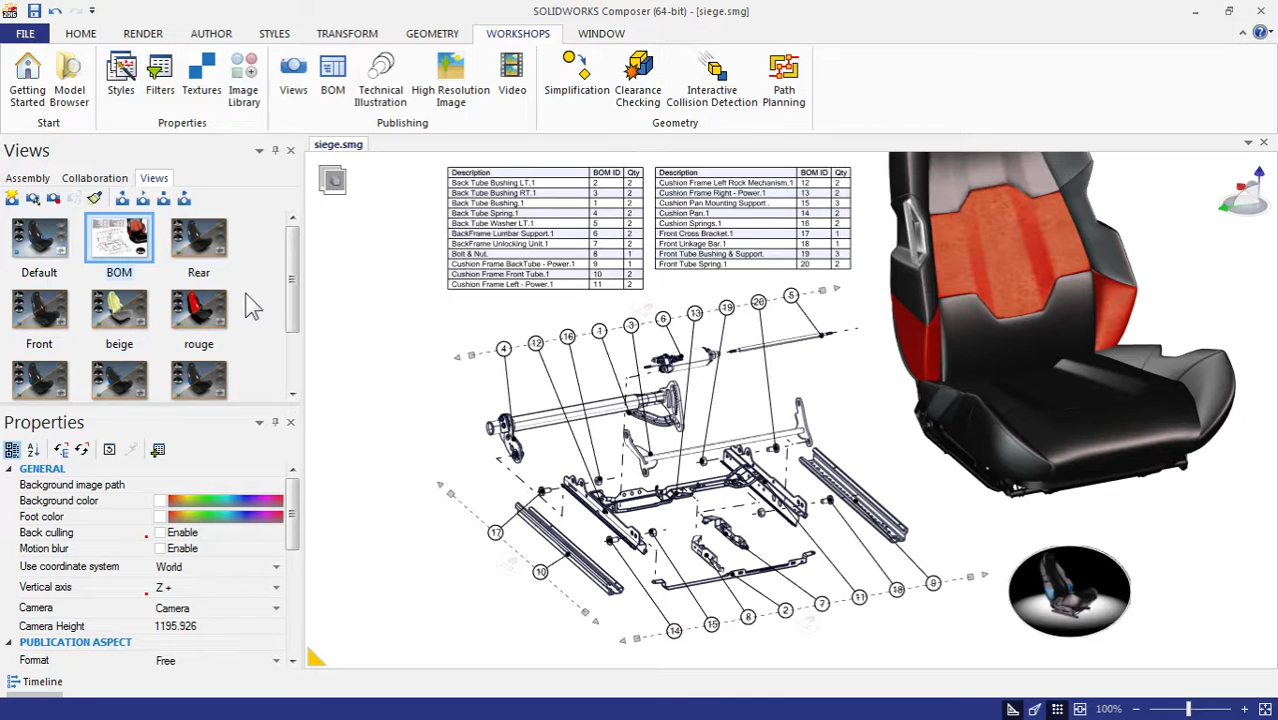 2016
SOLIDWORKS Composer (64-bit) - [siege.smg]
FILE HOME RENDER AUTHOR STYLES TRANSFORM GEOMETRY WORKSHOPS WINDOW
Getting Started
Model Browser
Styles
Filters
Textures
Image Library
Views
BOM
Technical Illustration
High Resolution Image
Video
Simplification
Clearance Checking
Interactive Collision Detection
Path Planning
Start
Properties
Publishing
Geometry
Views
Assembly Collaboration Views
Default BOM Rear
Front beige rouge
Properties
GENERAL
Background image path
Background color
Foot color
Back culling Enable
Motion blur Enable
Use coordinate system World
Vertical axis Z +
Camera Camera
Camera Height 1195.926
PUBLICATION ASPECT
Format Free
Timeline
siege.smg
Description BOM ID Qty
Back Tube Bushing LT.1 2 2
Back Tube Bushing RT.1 3 2
Back Tube Bushing.1 1 2
Back Tube Spring.1 4 2
Back Tube Washer LT.1 5 2
BackFrame Lumbar Support.1 6 2
BackFrame Unlocking Unit.1 7 2
Bolt & Nut. 8 1
Cushion Frame BackTube - Power.1 9 1
Cushion Frame Front Tube.1 10 2
Cushion Frame Left - Power.1 11 2
Description BOM ID Qty
Cushion Frame Left Rock Mechanism.1 12 2
Cushion Frame Right - Power.1 13 2
Cushion Pan Mounting Support . 15 3
Cushion Pan.1 14 2
Cushion Springs.1 16 2
Front Cross Bracket.1 17 1
Front Linkage Bar.1 18 1
Front Tube Bushing & Support. 19 3
Front Tube Spring.1 20 2
4 12 16 1 3 6 13 19 20 5
17 10 14 15 8 2 7 11 18 9
100%